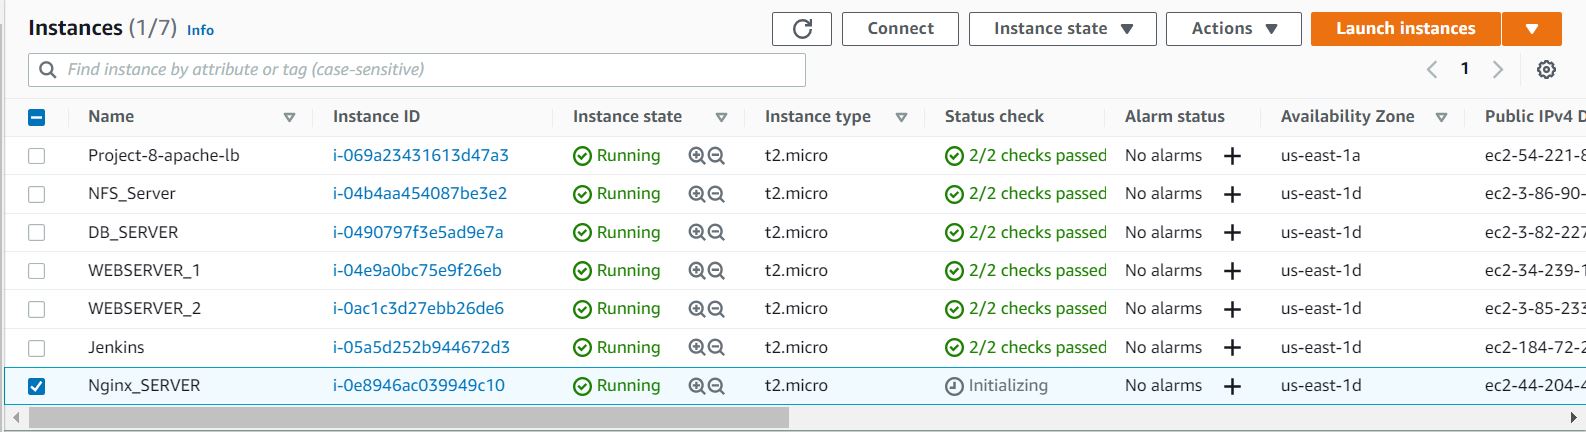 Instances (1/7) Info Connect Instance state Actions Launch instances
Find instance by attribute or tag (case-sensitive) 1
Name Instance ID Instance state Instance type Status check Alarm status Availability Zone Public IPv4 D
Project-8-apache-lb i-069a23431613d47a3 Running t2.micro 2/2 checks passed No alarms us-east-1a ec2-54-221-8
NFS_Server i-04b4aa454087be3e2 Running t2.micro 2/2 checks passed No alarms us-east-1d ec2-3-86-90-
DB_SERVER i-0490797f3e5ad9e7a Running t2.micro 2/2 checks passed No alarms us-east-1d ec2-3-82-227
WEBSERVER_1 i-04e9a0bc75e9f26eb Running t2.micro 2/2 checks passed No alarms us-east-1d ec2-34-239-1
WEBSERVER_2 i-0ac1c3d27ebb26de6 Running t2.micro 2/2 checks passed No alarms us-east-1d ec2-3-85-233
Jenkins i-05a5d252b944672d3 Running t2.micro 2/2 checks passed No alarms us-east-1d ec2-184-72-2
Nginx_SERVER i-0e8946ac039949c10 Running t2.micro Initializing No alarms us-east-1d ec2-44-204-4